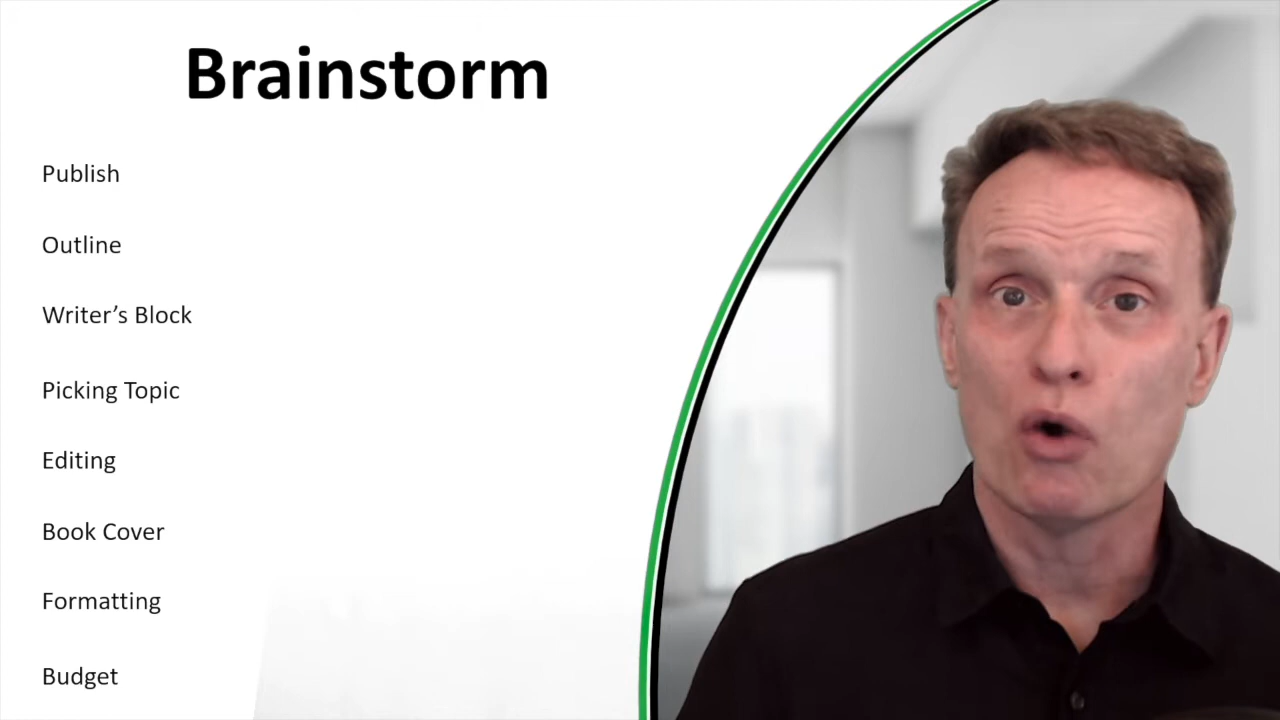 Brainstorm
Publish
Outline
Writer’s Block
Picking Topic
Editing
Book Cover
Formatting
Budget